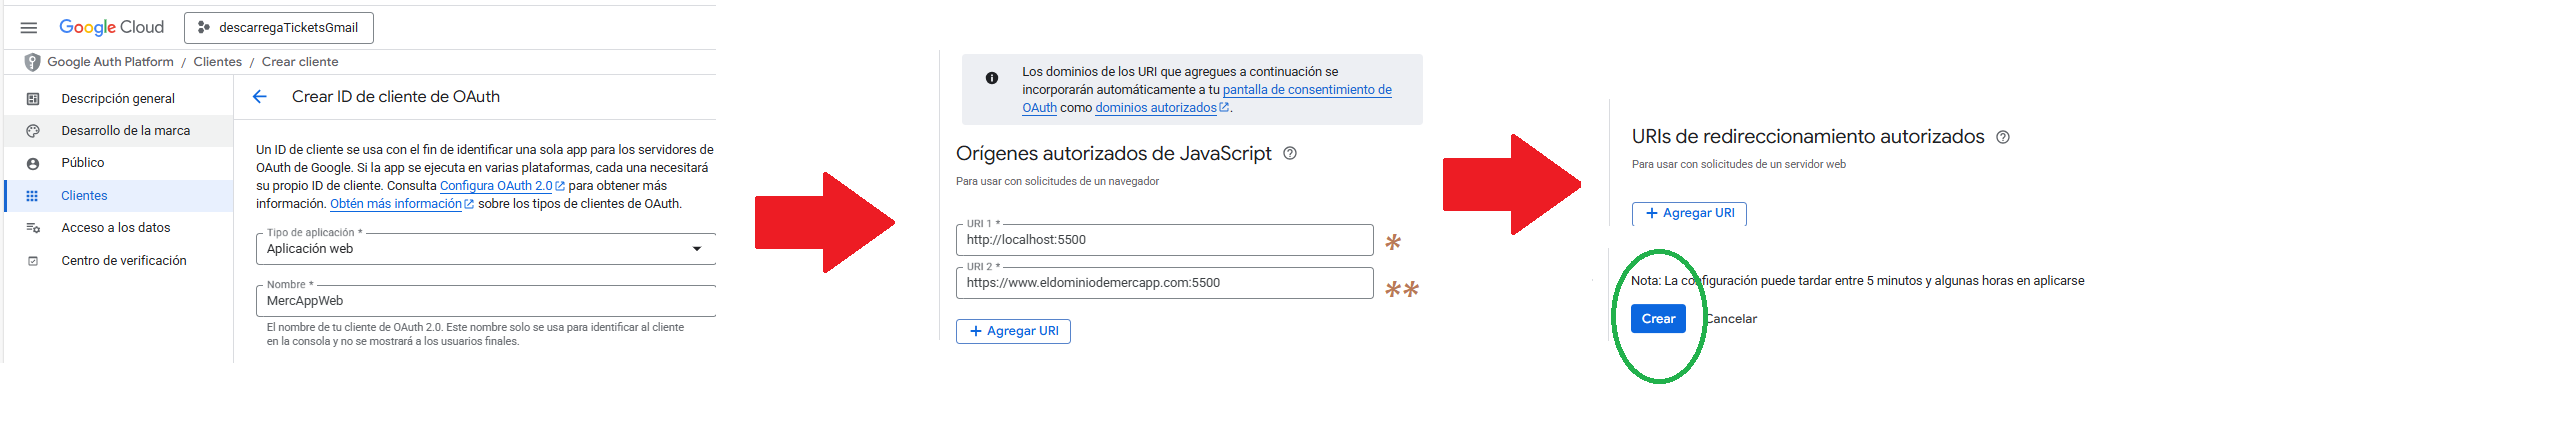 Google Cloud
descarregaTicketsGmail
Google Auth Platform / Clientes / Crear cliente
Descripción general
Desarrollo de la marca
Público
Clientes
Acceso a los datos
Centro de verificación
Crear ID de cliente de OAuth
Un ID de cliente se usa con el fin de identificar una sola app para los servidores de
OAuth de Google. Si la app se ejecuta en varias plataformas, cada una necesitará
su propio ID de cliente. Consulta Configura OAuth 2.0 para obtener más
información. Obtén más información sobre los tipos de clientes de OAuth.
Tipo de aplicación *
Aplicación web
Nombre *
MercAppWeb
El nombre de tu cliente de OAuth 2.0. Este nombre solo se usa para identificar al cliente
en la consola y no se mostrará a los usuarios finales.
Los dominios de los URI que agregues a continuación se
incorporarán automáticamente a tu pantalla de consentimiento de
OAuth como dominios autorizados.
Orígenes autorizados de JavaScript
Para usar con solicitudes de un navegador
URI 1 *
http://localhost:5500 *
URI 2 *
https://www.eldominiodemercapp.com:5500 **
+ Agregar URI
URIs de redireccionamiento autorizados
Para usar con solicitudes de un servidor web
+ Agregar URI
Nota: La configuración puede tardar entre 5 minutos y algunas horas en aplicarse
Crear Cancelar